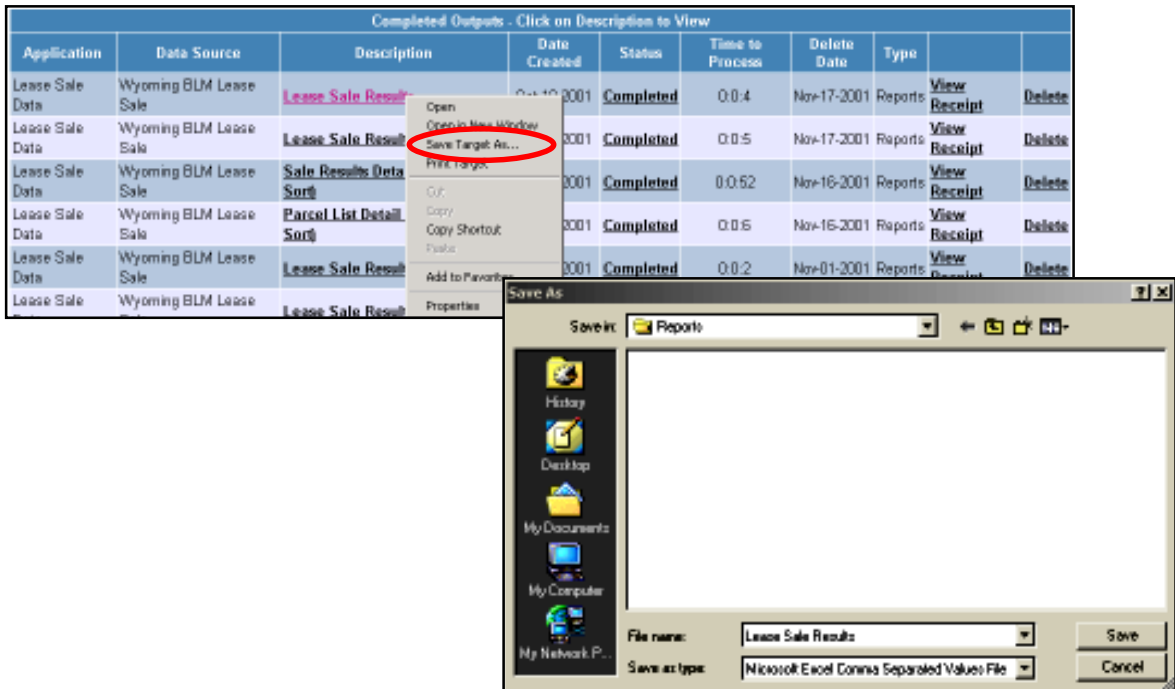 Completed Outputs - Click on Description to View
Application Data Source Description Date Created Status Time to Process Delete Date Type
Lease Sale Data Wyoming BLM Lease Sale Lease Sale Results 2001 Completed 0:0:4 Nov-17-2001 Reports View Receipt Delete
Lease Sale Data Wyoming BLM Lease Sale Lease Sale Result 2001 Completed 0:0:5 Nov-17-2001 Reports View Receipt Delete
Lease Sale Data Wyoming BLM Lease Sale Sale Results Deta Sort) 2001 Completed 0:0:52 Nov-16-2001 Reports View Receipt Delete
Lease Sale Data Wyoming BLM Lease Sale Parcel List Detail Sort) 2001 Completed 0:0:6 Nov-16-2001 Reports View Receipt Delete
Lease Sale Data Wyoming BLM Lease Sale Lease Sale Result 2001 Completed 0:0:2 Nov-01-2001 Reports View Receipt Delete
Lease Sale Wyoming BLM Lease Lease Sale Result
Open
Open in New Window
Save Target As...
Print Target
Cut
Copy
Copy Shortcut
Paste
Add to Favorites
Properties
Save As
Save in: Reports
History
Desktop
My Documents
My Computer
My Network P...
File name: Lease Sale Results Save
Save as type: Microsoft Excel Comma Separated Values File Cancel